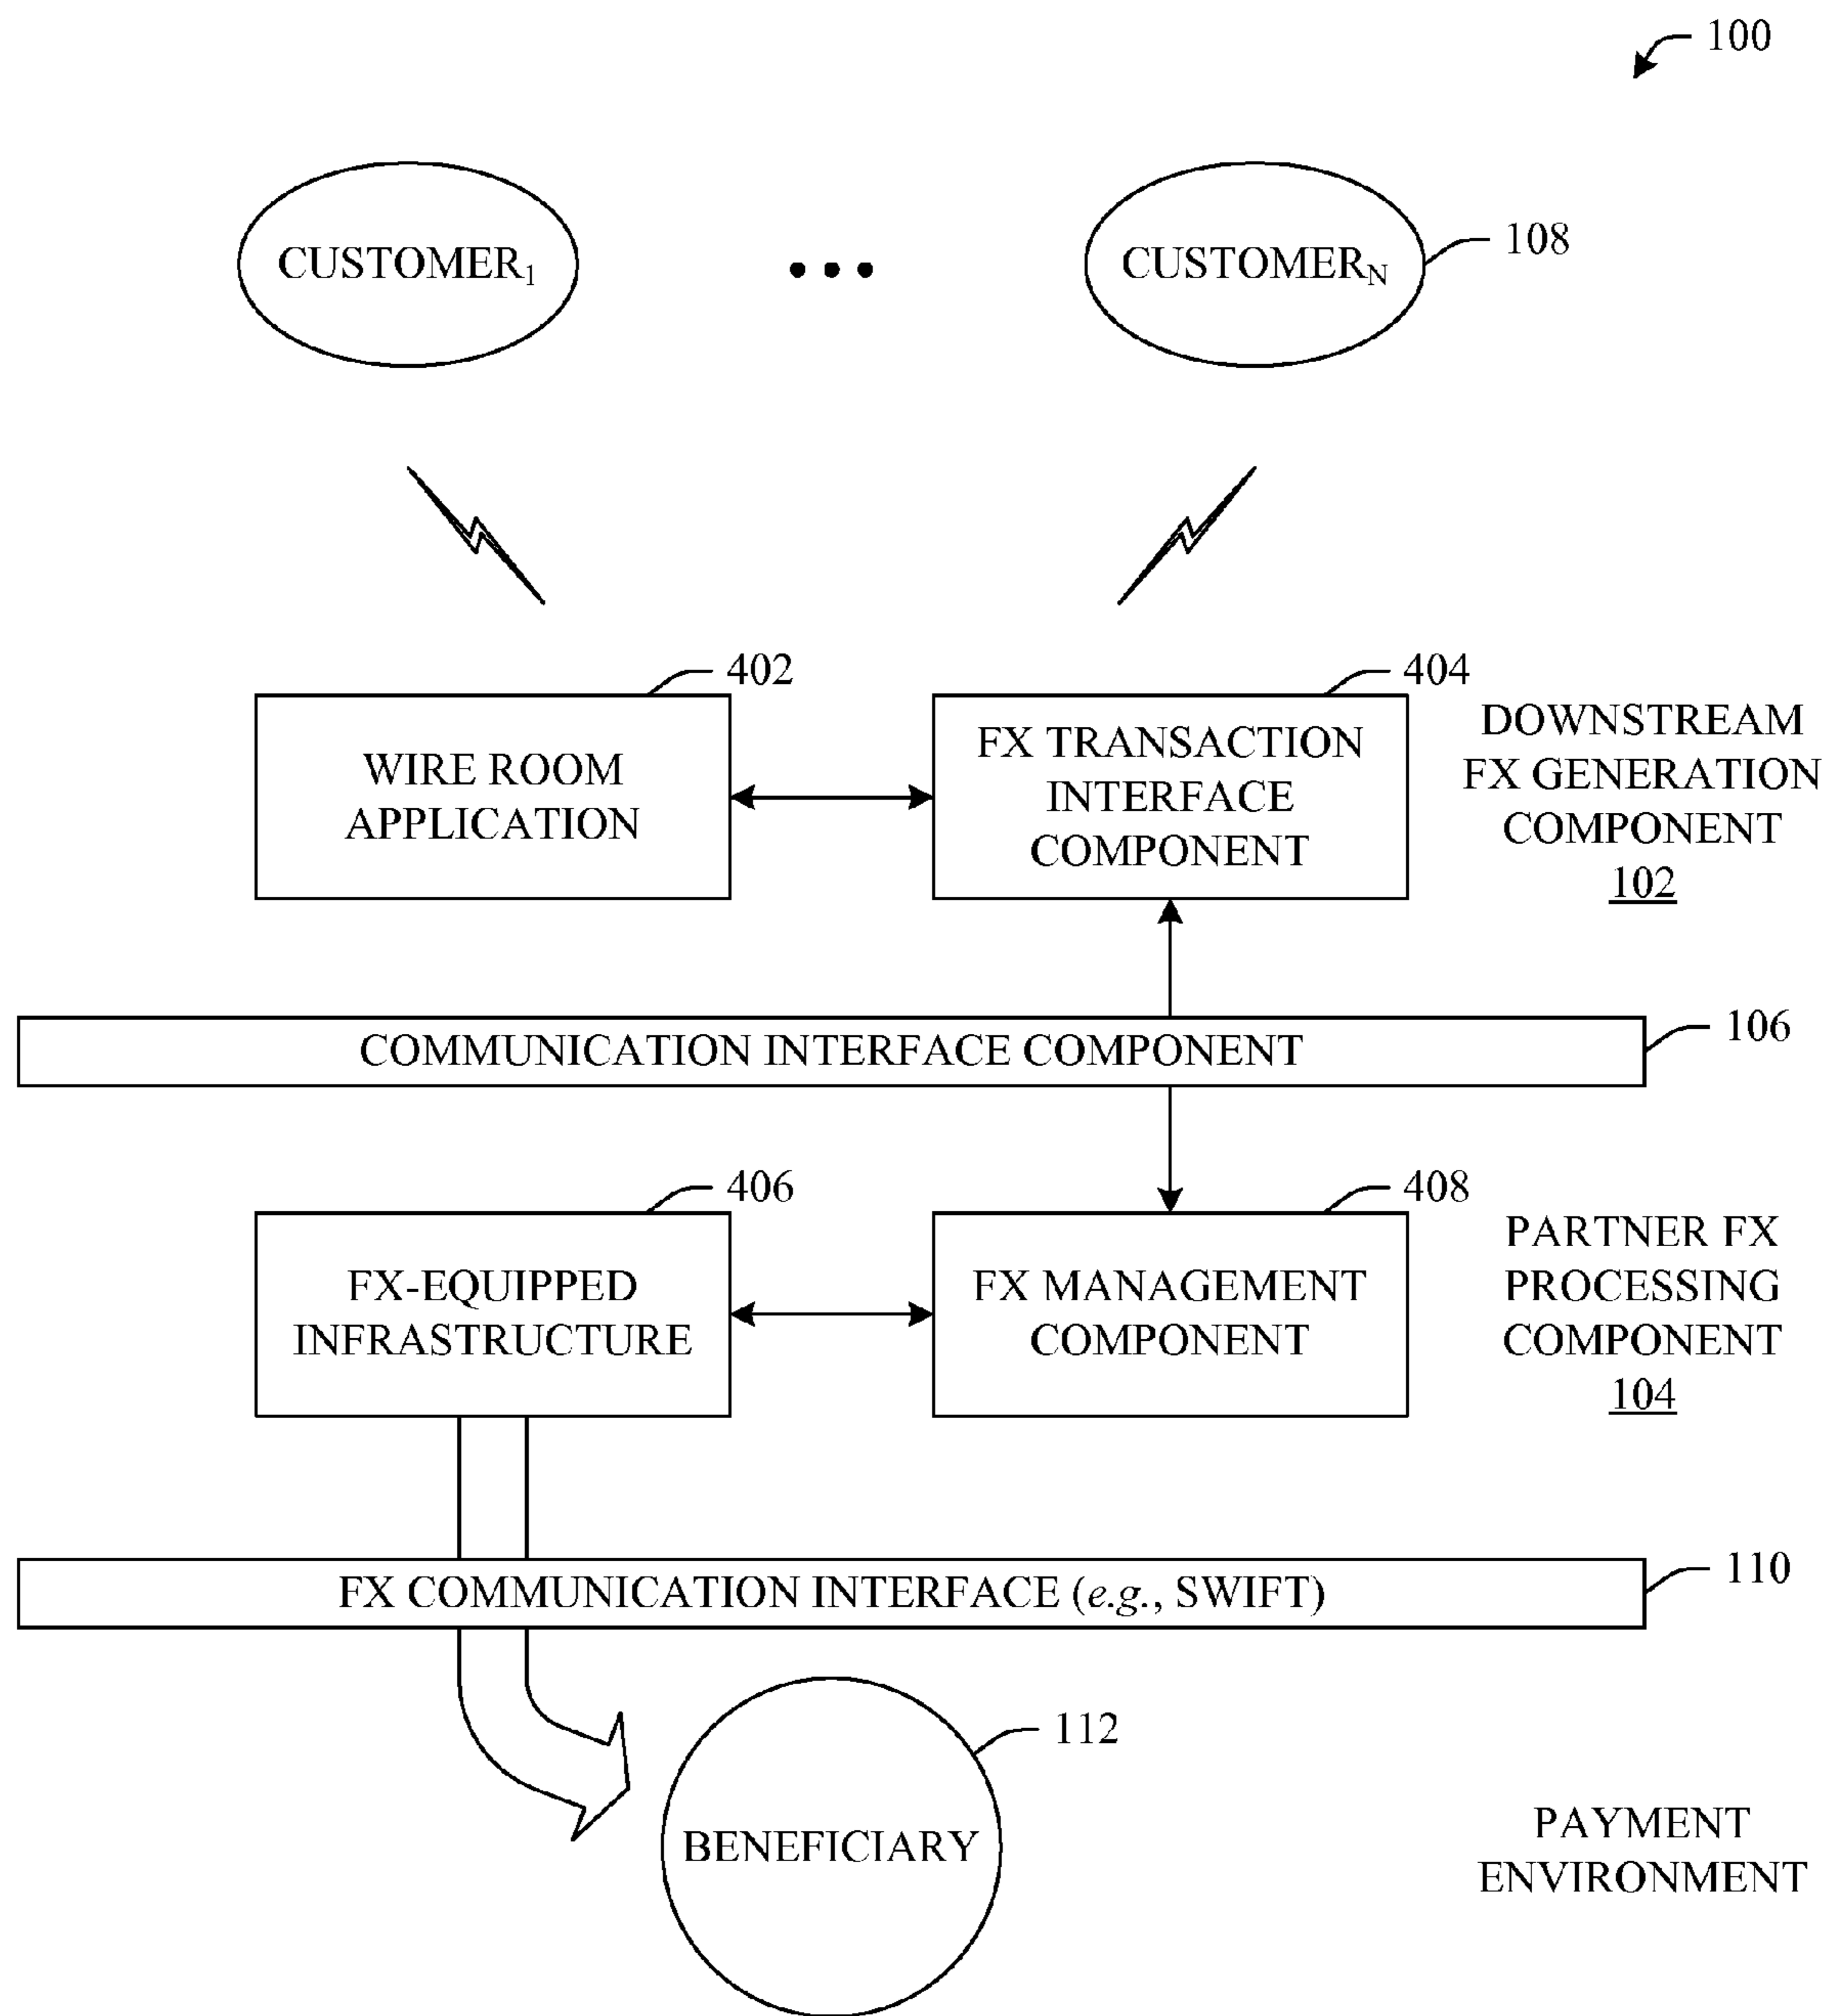 100
CUSTOMER1
• • •
CUSTOMERN
108
402
404
WIRE ROOM
APPLICATION
FX TRANSACTION
INTERFACE
COMPONENT
DOWNSTREAM
FX GENERATION
COMPONENT
102
COMMUNICATION INTERFACE COMPONENT
106
406
408
FX-EQUIPPED
INFRASTRUCTURE
FX MANAGEMENT
COMPONENT
PARTNER FX
PROCESSING
COMPONENT
104
FX COMMUNICATION INTERFACE (e.g., SWIFT)
110
112
BENEFICIARY
PAYMENT
ENVIRONMENT